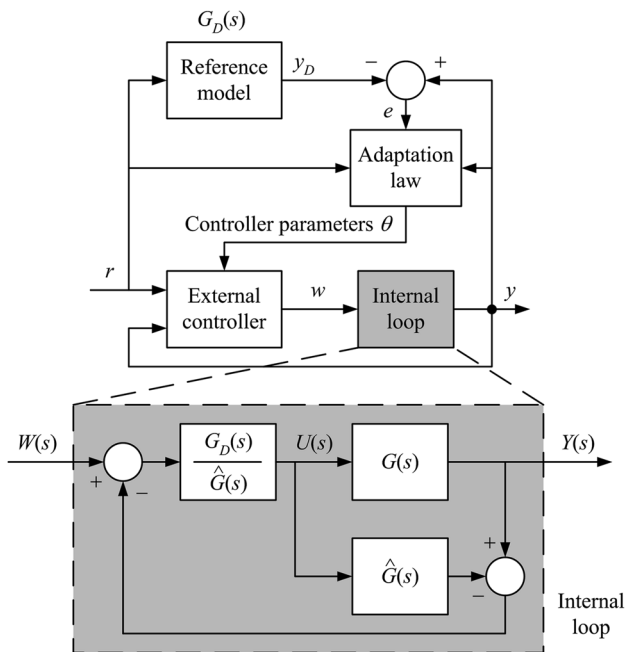 G_D(s)
Reference
model
y_D
−
+
e
Adaptation
law
Controller parameters θ
r
External
controller
w
Internal
loop
y
W(s)
+
−
G_D(s)
Ĝ(s)
U(s)
G(s)
Y(s)
Ĝ(s)
+
−
Internal
loop